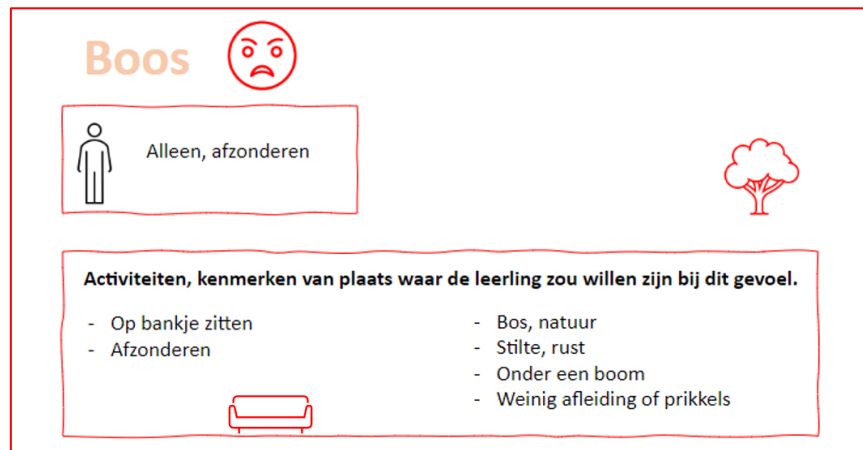 Boos
Alleen, afzonderen
Activiteiten, kenmerken van plaats waar de leerling zou willen zijn bij dit gevoel.
- Op bankje zitten
- Afzonderen
- Bos, natuur
- Stilte, rust
- Onder een boom
- Weinig afleiding of prikkels